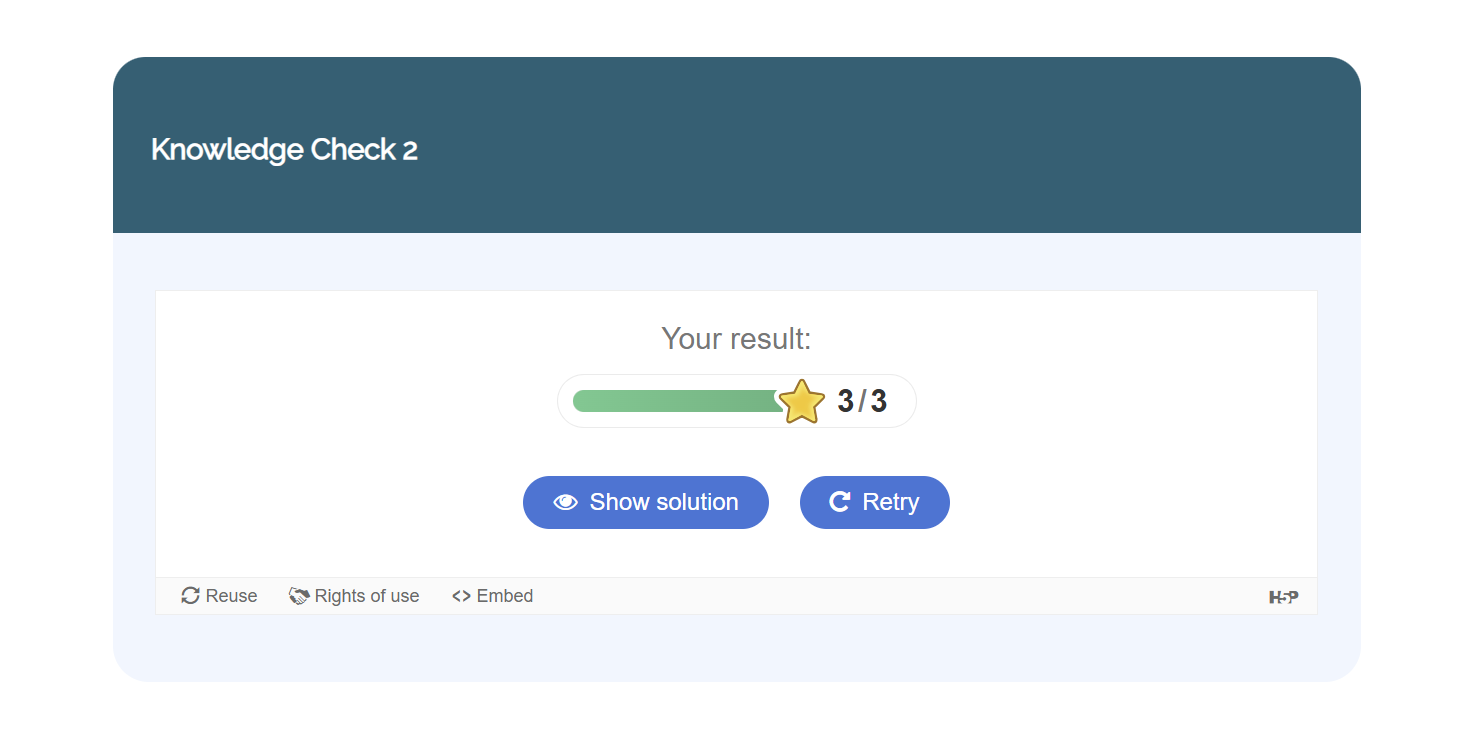 Knowledge Check 2
Your result:
3/3
Show solution
Retry
Reuse
Rights of use
Embed
H5P